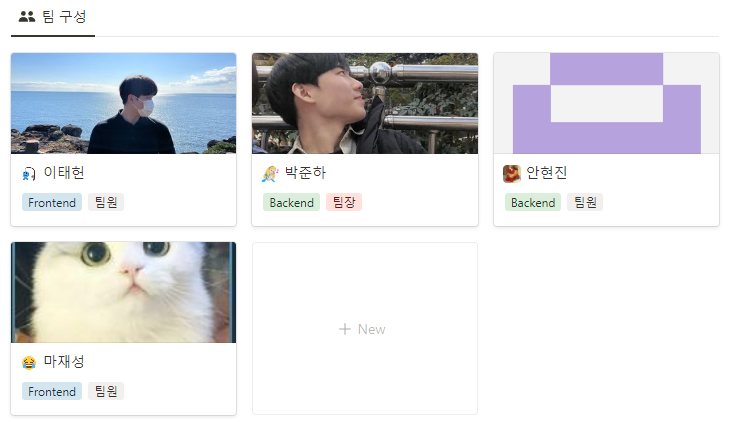 팀 구성
이태헌
Frontend 팀원
박준하
Backend 팀장
안현진
Backend 팀원
마재성
Frontend 팀원
+ New